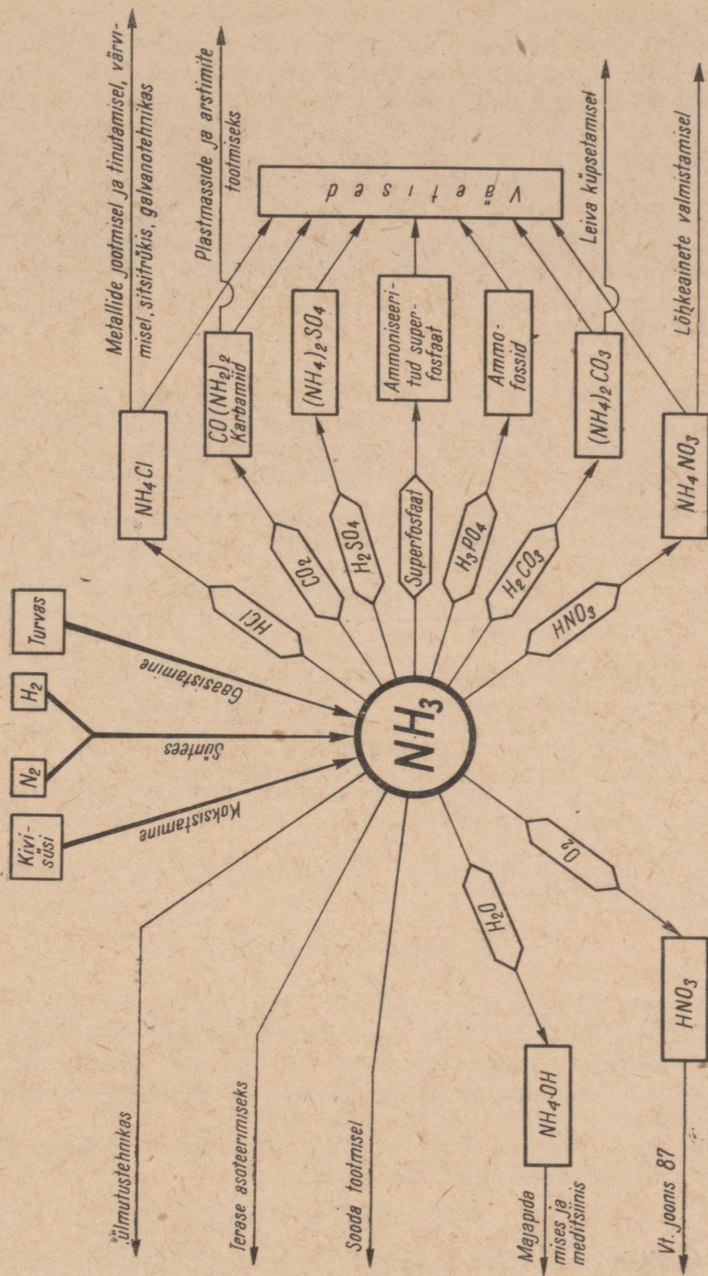 Kivi-
süsi
N₂
H₂
Turvas
Koksistamine
Süntees
Gaasistamine
NH₃
Ülmutustehnikas
Terase asoteerimiseks
Sooda tootmisel
H₂O
NH₄OH
Majapida
mises ja
meditsiinis
O₂
HNO₃
Vt. joonis 87
HCl
NH₄Cl
Metallide jootmisel ja tinutamisel, värvi-
misel, sitsitrükis, galvanotehnikas
CO₂
CO(NH₂)₂
Karbamiid
Plastmasside ja arstimite
tootmiseks
H₂SO₄
(NH₄)₂SO₄
Superfosfaat
Ammoniseeri-
tud super-
fosfaat
H₃PO₄
Ammo-
fossid
H₂CO₃
(NH₄)₂CO₃
Leiva küpsetamisel
HNO₃
NH₄NO₃
Lõhkeainete valmistamisel
Väetised